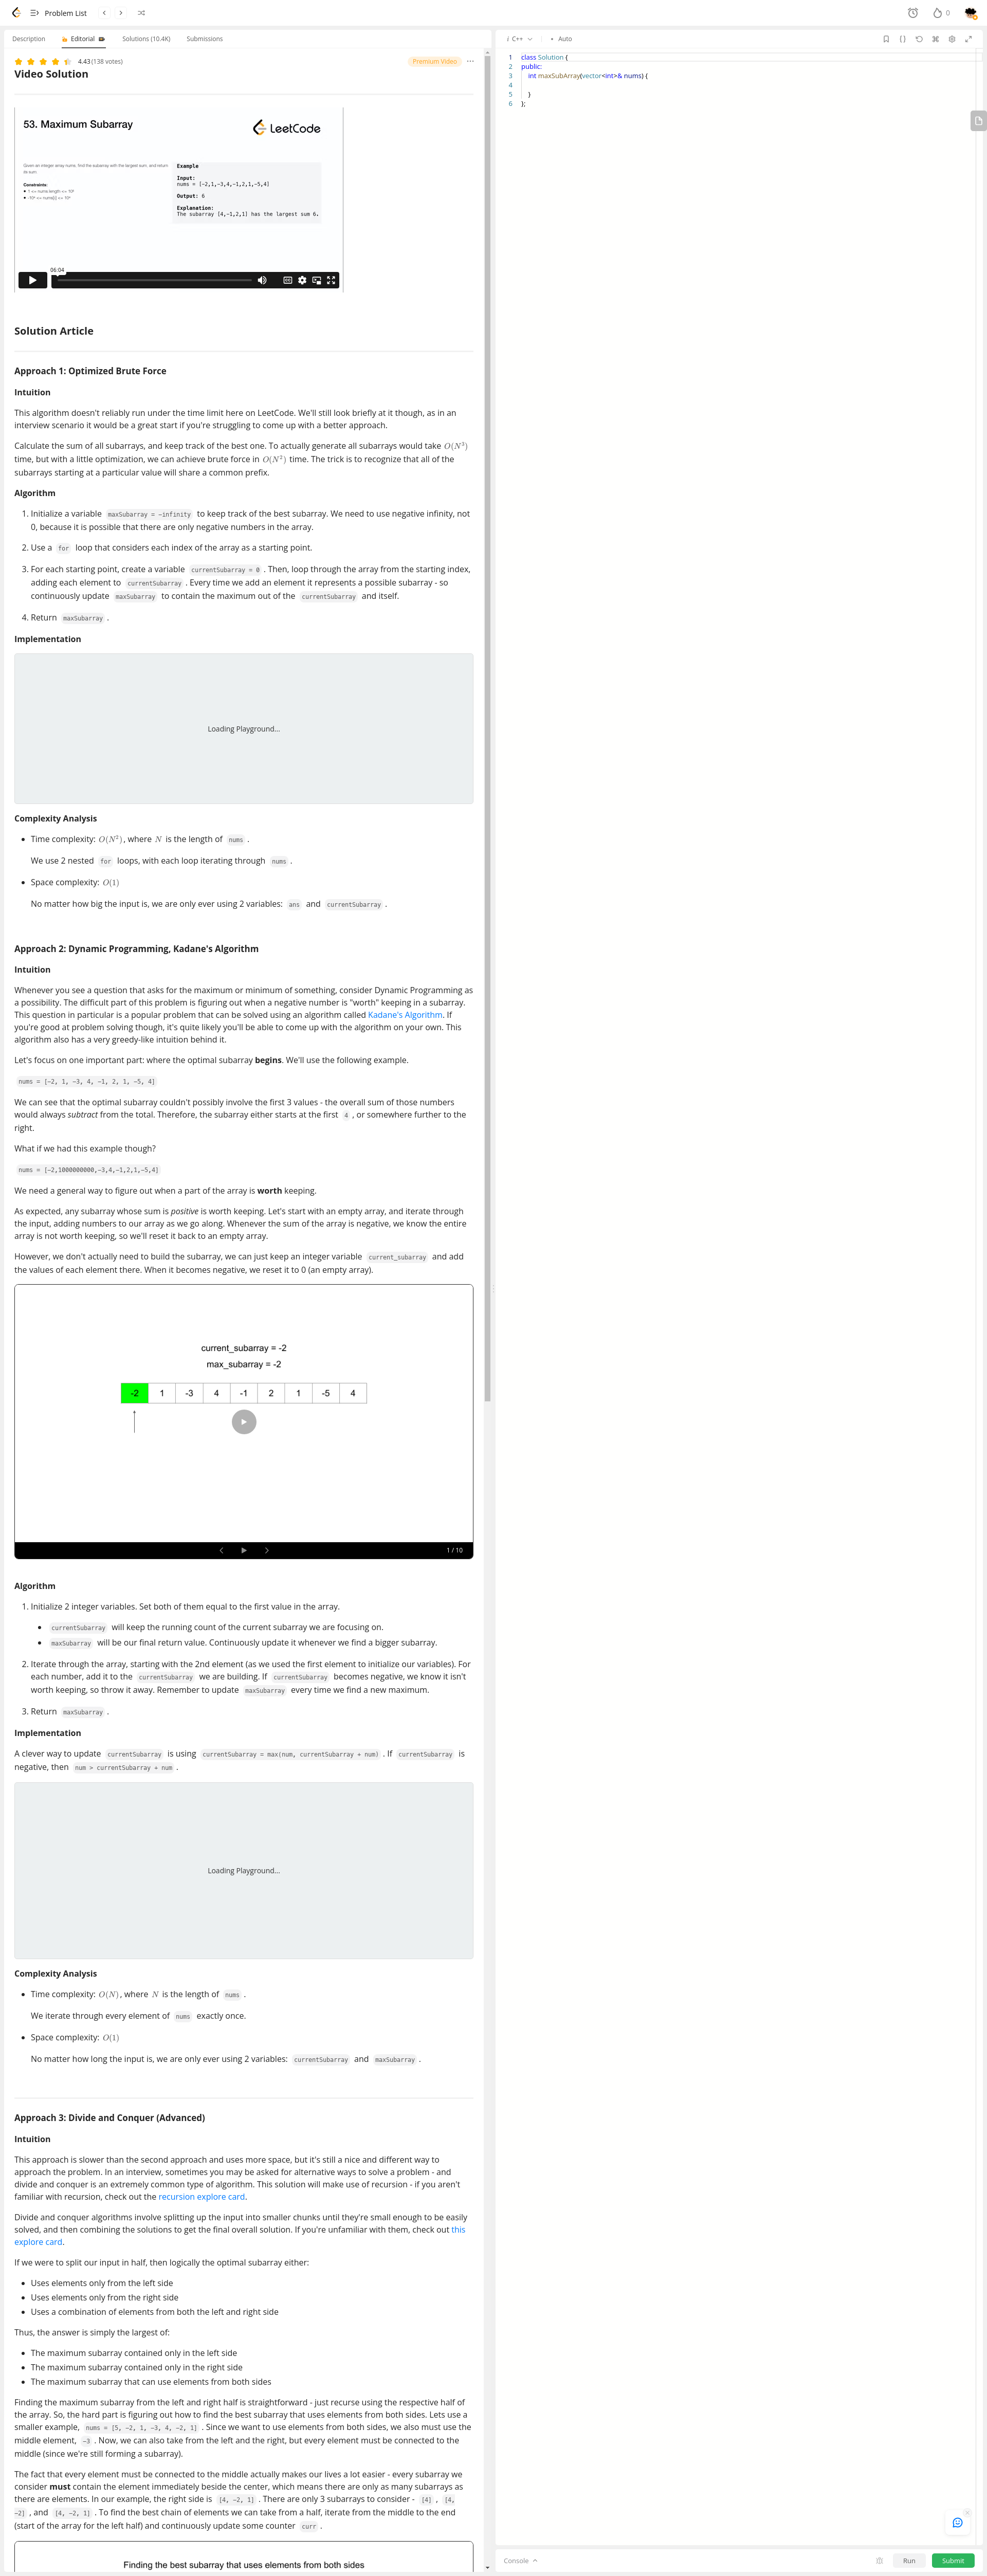 Problem List
0
Description
Editorial
Solutions (10.4K)
Submissions
4.43 (138 votes)
Premium Video
Video Solution
53. Maximum Subarray
LeetCode
Given an integer array nums, find the subarray with the largest sum, and return
its sum.
Constraints:
Example
Input:
nums = [-2,1,-3,4,-1,2,1,-5,4]
Output: 6
Explanation:
The subarray [4,-1,2,1] has the largest sum 6.
06:04
Solution Article
Approach 1: Optimized Brute Force
Intuition
This algorithm doesn't reliably run under the time limit here on LeetCode. We'll still look briefly at it though, as in an
interview scenario it would be a great start if you're struggling to come up with a better approach.
Calculate the sum of all subarrays, and keep track of the best one. To actually generate all subarrays would take O(N³)
time, but with a little optimization, we can achieve brute force in O(N²) time. The trick is to recognize that all of the
subarrays starting at a particular value will share a common prefix.
Algorithm
1. Initialize a variable maxSubarray = -infinity to keep track of the best subarray. We need to use negative infinity, not
0, because it is possible that there are only negative numbers in the array.
2. Use a for loop that considers each index of the array as a starting point.
3. For each starting point, create a variable currentSubarray = 0 . Then, loop through the array from the starting index,
adding each element to currentSubarray . Every time we add an element it represents a possible subarray - so
continuously update maxSubarray to contain the maximum out of the currentSubarray and itself.
4. Return maxSubarray .
Implementation
Loading Playground...
Complexity Analysis
• Time complexity: O(N²), where N is the length of nums .
We use 2 nested for loops, with each loop iterating through nums .
• Space complexity: O(1)
No matter how big the input is, we are only ever using 2 variables: ans and currentSubarray .
Approach 2: Dynamic Programming, Kadane's Algorithm
Intuition
Whenever you see a question that asks for the maximum or minimum of something, consider Dynamic Programming as
a possibility. The difficult part of this problem is figuring out when a negative number is "worth" keeping in a subarray.
This question in particular is a popular problem that can be solved using an algorithm called Kadane's Algorithm. If
you're good at problem solving though, it's quite likely you'll be able to come up with the algorithm on your own. This
algorithm also has a very greedy-like intuition behind it.
Let's focus on one important part: where the optimal subarray begins. We'll use the following example.
nums = [-2, 1, -3, 4, -1, 2, 1, -5, 4]
We can see that the optimal subarray couldn't possibly involve the first 3 values - the overall sum of those numbers
would always subtract from the total. Therefore, the subarray either starts at the first 4 , or somewhere further to the
right.
What if we had this example though?
nums = [-2,1000000000,-3,4,-1,2,1,-5,4]
We need a general way to figure out when a part of the array is worth keeping.
As expected, any subarray whose sum is positive is worth keeping. Let's start with an empty array, and iterate through
the input, adding numbers to our array as we go along. Whenever the sum of the array is negative, we know the entire
array is not worth keeping, so we'll reset it back to an empty array.
However, we don't actually need to build the subarray, we can just keep an integer variable current_subarray and add
the values of each element there. When it becomes negative, we reset it to 0 (an empty array).
current_subarray = -2
max_subarray = -2
-2 1 -3 4 -1 2 1 -5 4
1 / 10
Algorithm
1. Initialize 2 integer variables. Set both of them equal to the first value in the array.
• currentSubarray will keep the running count of the current subarray we are focusing on.
• maxSubarray will be our final return value. Continuously update it whenever we find a bigger subarray.
2. Iterate through the array, starting with the 2nd element (as we used the first element to initialize our variables). For
each number, add it to the currentSubarray we are building. If currentSubarray becomes negative, we know it isn't
worth keeping, so throw it away. Remember to update maxSubarray every time we find a new maximum.
3. Return maxSubarray .
Implementation
A clever way to update currentSubarray is using currentSubarray = max(num, currentSubarray + num) . If currentSubarray is
negative, then num > currentSubarray + num .
Loading Playground...
Complexity Analysis
• Time complexity: O(N), where N is the length of nums .
We iterate through every element of nums exactly once.
• Space complexity: O(1)
No matter how long the input is, we are only ever using 2 variables: currentSubarray and maxSubarray .
Approach 3: Divide and Conquer (Advanced)
Intuition
This approach is slower than the second approach and uses more space, but it's still a nice and different way to
approach the problem. In an interview, sometimes you may be asked for alternative ways to solve a problem - and
divide and conquer is an extremely common type of algorithm. This solution will make use of recursion - if you aren't
familiar with recursion, check out the recursion explore card.
Divide and conquer algorithms involve splitting up the input into smaller chunks until they're small enough to be easily
solved, and then combining the solutions to get the final overall solution. If you're unfamiliar with them, check out this
explore card.
If we were to split our input in half, then logically the optimal subarray either:
• Uses elements only from the left side
• Uses elements only from the right side
• Uses a combination of elements from both the left and right side
Thus, the answer is simply the largest of:
• The maximum subarray contained only in the left side
• The maximum subarray contained only in the right side
• The maximum subarray that can use elements from both sides
Finding the maximum subarray from the left and right half is straightforward - just recurse using the respective half of
the array. So, the hard part is figuring out how to find the best subarray that uses elements from both sides. Lets use a
smaller example, nums = [5, -2, 1, -3, 4, -2, 1] . Since we want to use elements from both sides, we also must use the
middle element, -3 . Now, we can also take from the left and the right, but every element must be connected to the
middle (since we're still forming a subarray).
The fact that every element must be connected to the middle actually makes our lives a lot easier - every subarray we
consider must contain the element immediately beside the center, which means there are only as many subarrays as
there are elements. In our example, the right side is [4, -2, 1] . There are only 3 subarrays to consider - [4] , [4,
-2] , and [4, -2, 1] . To find the best chain of elements we can take from a half, iterate from the middle to the end
(start of the array for the left half) and continuously update some counter curr .
Finding the best subarray that uses elements from both sides
i C++
• Auto
1 class Solution {
2 public:
3 int maxSubArray(vector<int>& nums) {
4
5 }
6 };
Console
Run
Submit